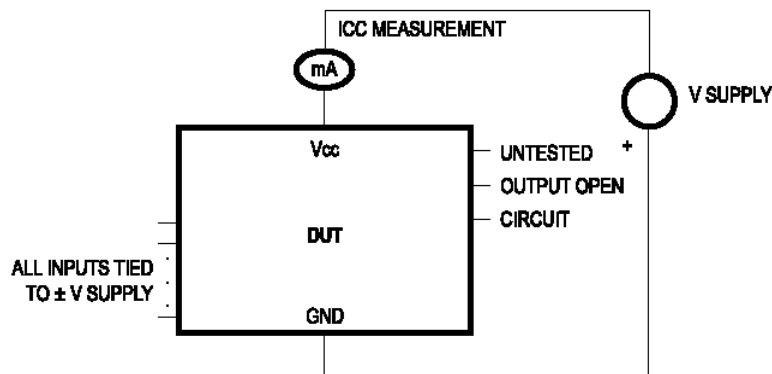 ICC MEASUREMENT
mA
V SUPPLY
+
Vcc
UNTESTED
OUTPUT OPEN
CIRCUIT
DUT
ALL INPUTS TIED
TO ± V SUPPLY
GND